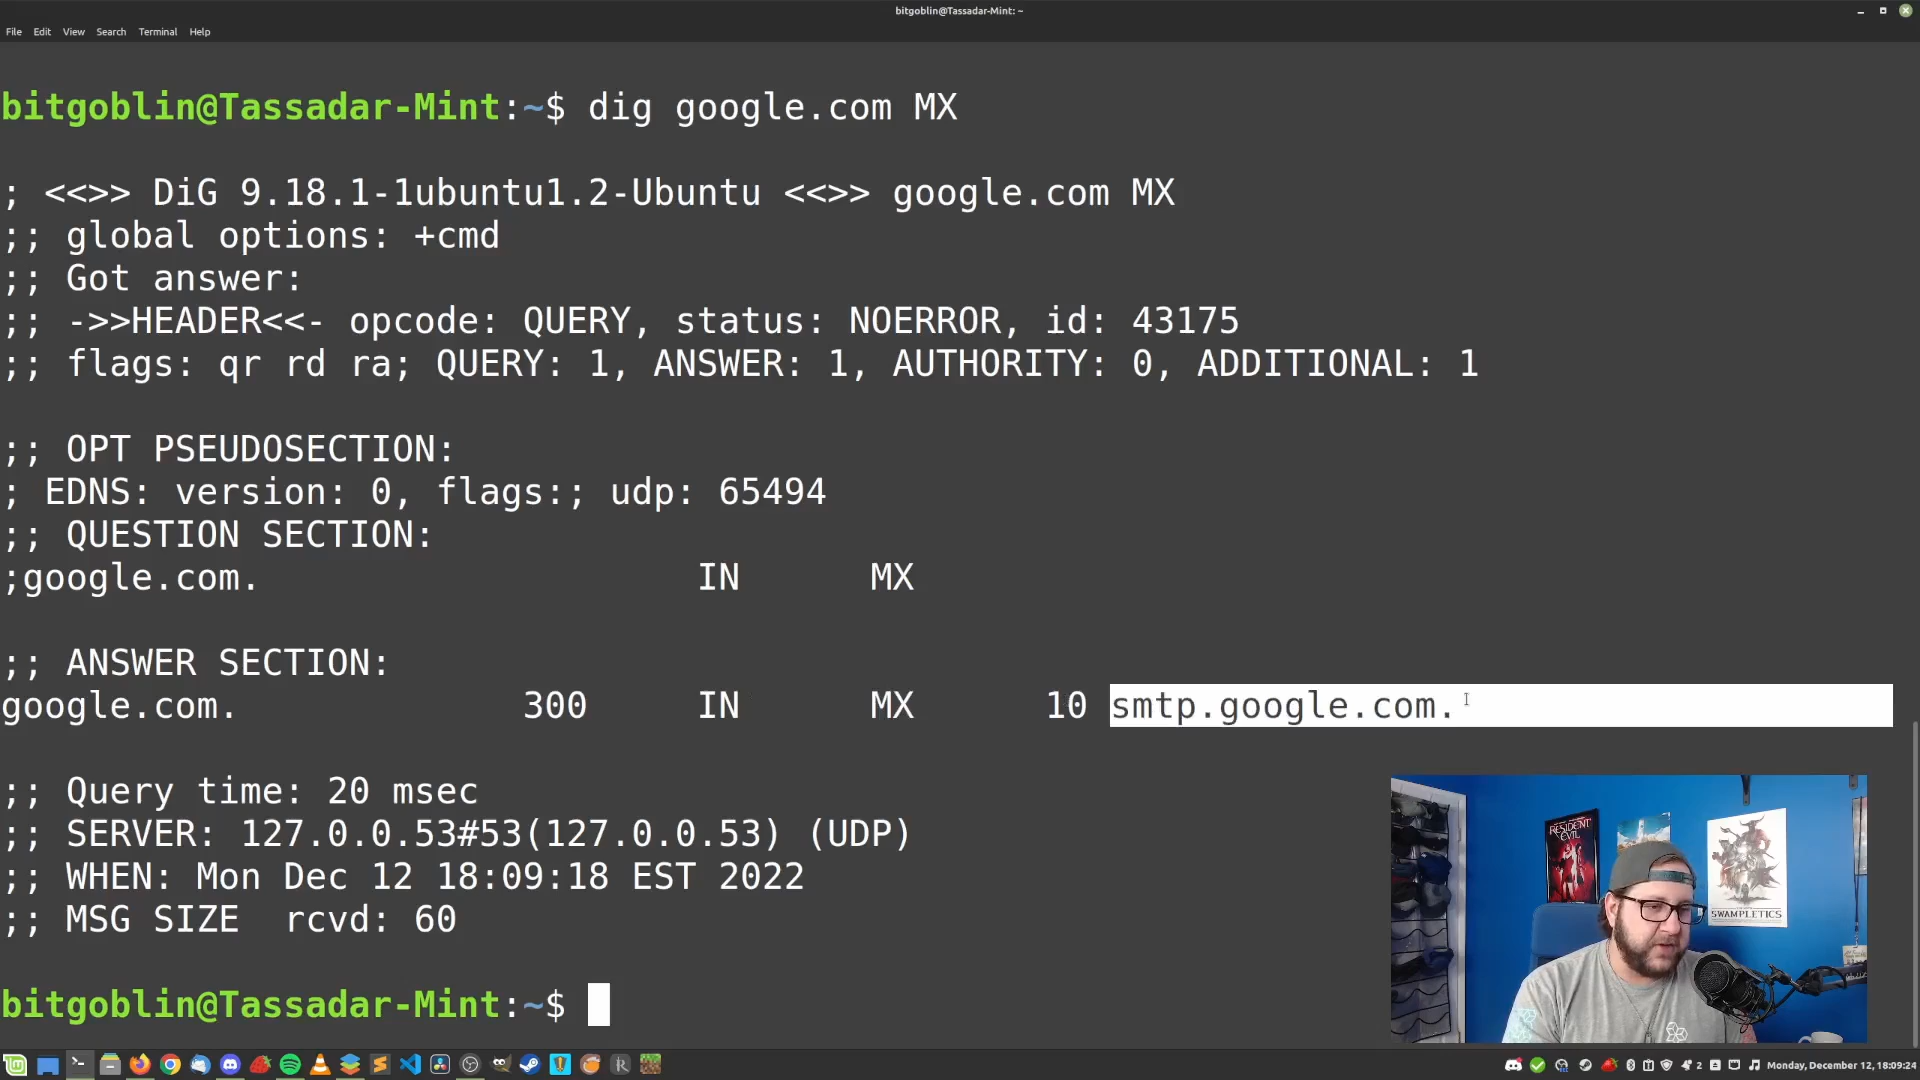 bitgoblin@Tassadar-Mint: ~
File Edit View Search Terminal Help
bitgoblin@Tassadar-Mint:~$ dig google.com MX
; <<>> DiG 9.18.1-1ubuntu1.2-Ubuntu <<>> google.com MX
;; global options: +cmd
;; Got answer:
;; ->>HEADER<<- opcode: QUERY, status: NOERROR, id: 43175
;; flags: qr rd ra; QUERY: 1, ANSWER: 1, AUTHORITY: 0, ADDITIONAL: 1
;; OPT PSEUDOSECTION:
; EDNS: version: 0, flags:; udp: 65494
;; QUESTION SECTION:
;google.com. IN MX
;; ANSWER SECTION:
google.com. 300 IN MX 10 smtp.google.com.
;; Query time: 20 msec
;; SERVER: 127.0.0.53#53(127.0.0.53) (UDP)
;; WHEN: Mon Dec 12 18:09:18 EST 2022
;; MSG SIZE rcvd: 60
bitgoblin@Tassadar-Mint:~$
RESIDENT EVIL
SWAMPLETICS
2 Monday, December 12, 18:09:24